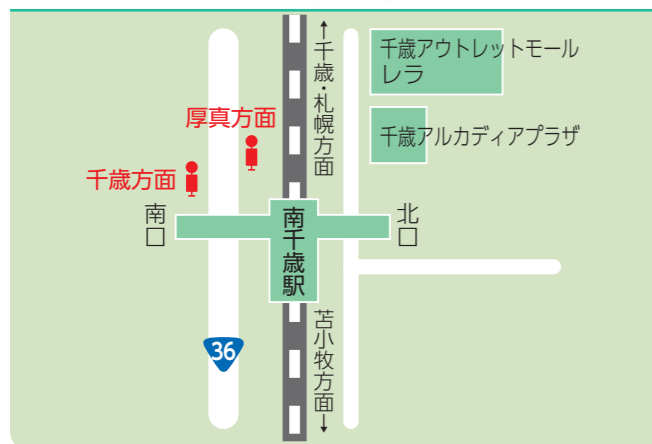 ↑千歳・札幌方面
千歳アウトレットモール
レラ
厚真方面
千歳アルカディアプラザ
千歳方面
南口
南千歳駅
北口
36
苫小牧方面↓